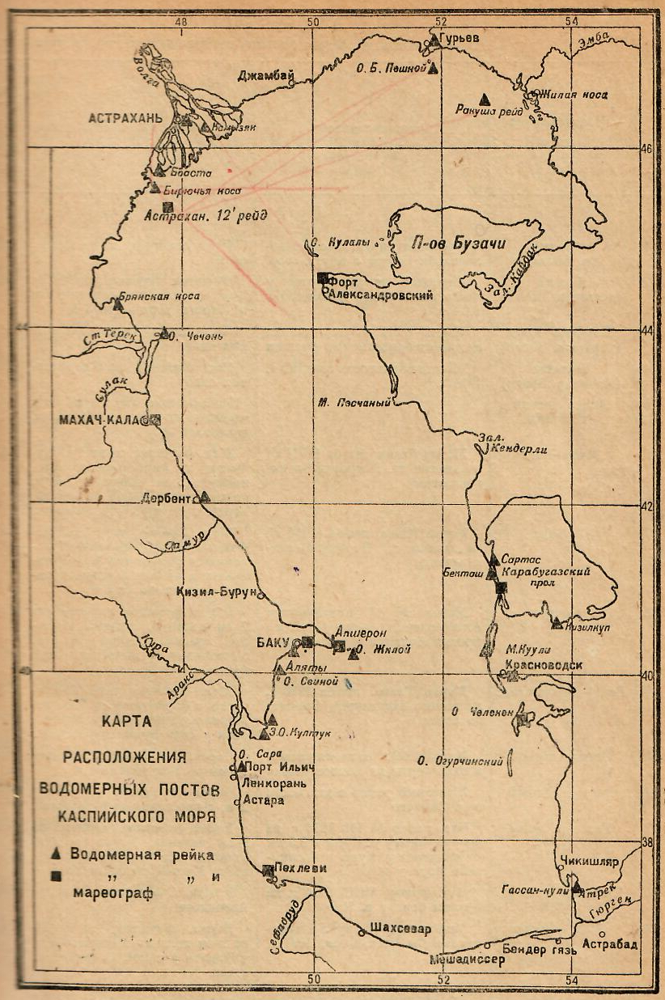 48 50 52 54
Гурьев
Эмба
О. Б. Пешной
Волга
Джамбай
Жилая коса
Ракуша рейд
АСТРАХАНЬ
Камызяк
46
Бирючья коса
Астрахан. 12' рейд
О. Кулалы
П-ов Бузачи
Зал. Кайдак
Форт
Александровский
Брянская коса
44 44
Ст. Терек
О. Чечень
Сулак
М. Песчаный
МАХАЧ-КАЛА
Зал.
Кендерли
Дербент
42
Самур
Сартас
Бекташ
Карабугазский
прол
Кизил-Бурун
Кизилкуп
Апшерон
БАКУ
О. Жилой
Кура
М. Куули
Красноводск
Аляты
40 40
О. Свиной
Аракс
О Челекен
КАРТА
РАСПОЛОЖЕНИЯ
ВОДОМЕРНЫХ ПОСТОВ
КАСПИЙСКОГО МОРЯ
З.О. Култук
О. Сара
Порт Ильич
О. Огурчинский
Ленкорань
Астара
38
▲ Водомерная рейка
■ „ „ и
мареограф
Пехлеви
Чикишляр
Гассан-кули
Атрек
Гюрген
Сефидруд
Шахсевар
Мешадиссер
Бендер гязь
Астрабад
50 52 54